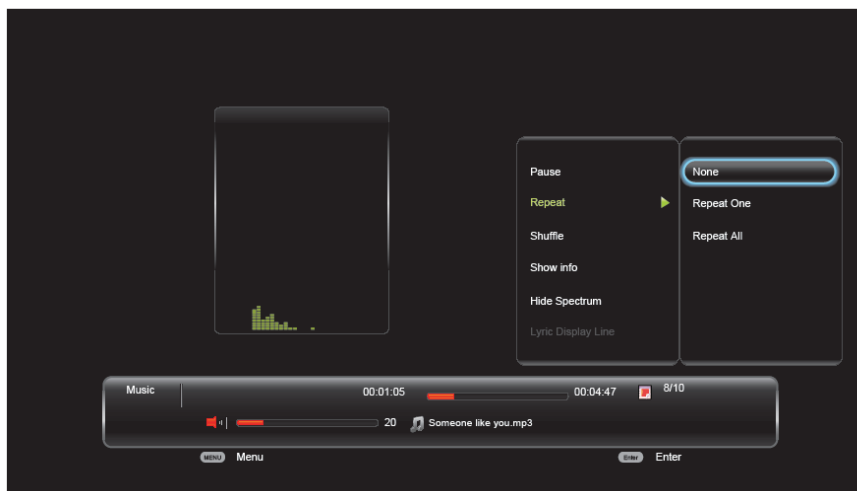 Pause
None
Repeat
Repeat One
Shuffle
Repeat All
Show info
Hide Spectrum
Lyric Display Line
Music 00:01:05 00:04:47 8/10
20 Someone like you.mp3
MENU Menu Enter Enter